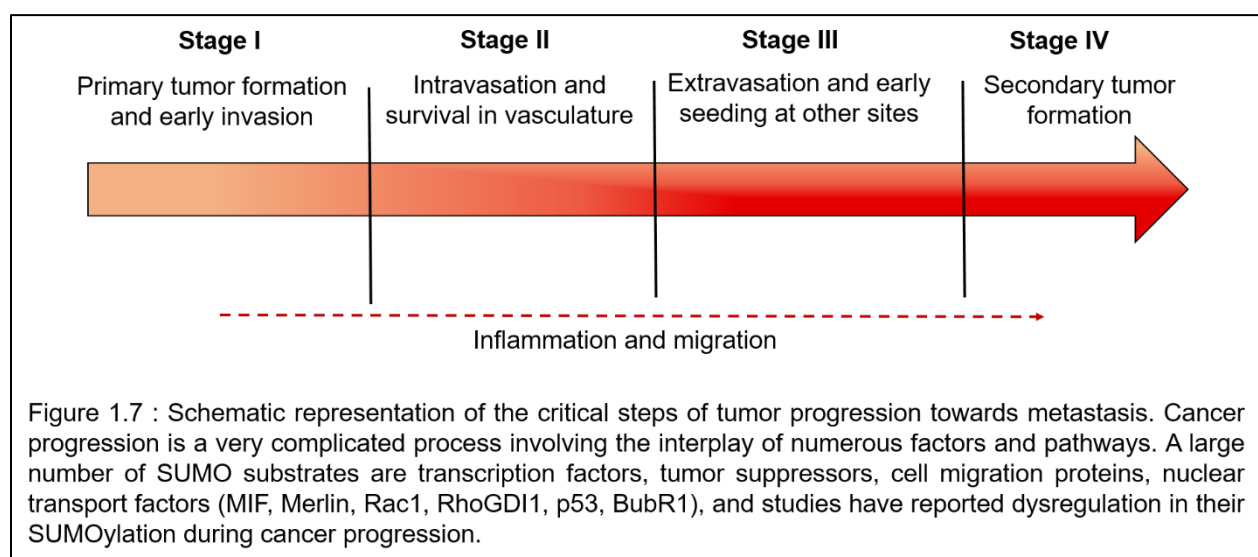 Stage I
Stage II
Stage III
Stage IV
Primary tumor formation
and early invasion
Intravasation and
survival in vasculature
Extravasation and early
seeding at other sites
Secondary tumor
formation
Inflammation and migration
Figure 1.7 : Schematic representation of the critical steps of tumor progression towards metastasis. Cancer
progression is a very complicated process involving the interplay of numerous factors and pathways. A large
number of SUMO substrates are transcription factors, tumor suppressors, cell migration proteins, nuclear
transport factors (MIF, Merlin, Rac1, RhoGDI1, p53, BubR1), and studies have reported dysregulation in their
SUMOylation during cancer progression.